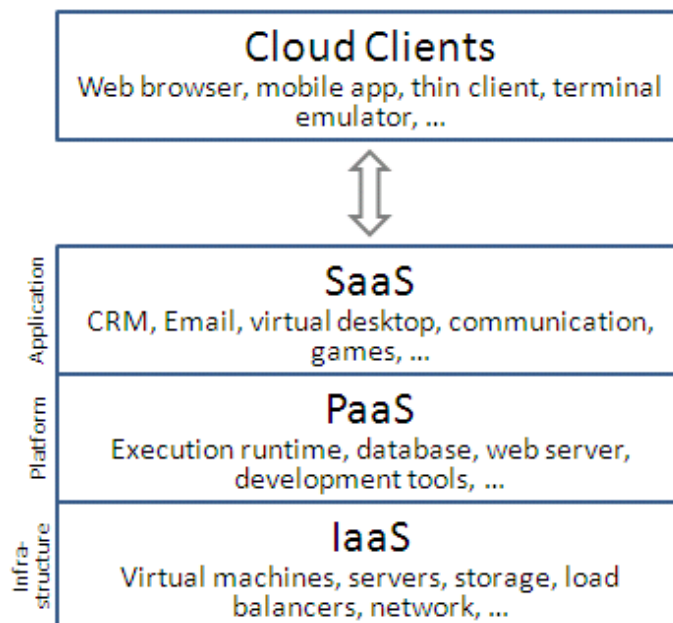 Cloud Clients
Web browser, mobile app, thin client, terminal
emulator, ...
Application
SaaS
CRM, Email, virtual desktop, communication,
games, ...
Platform
PaaS
Execution runtime, database, web server,
development tools, ...
Infra-
structure
IaaS
Virtual machines, servers, storage, load
balancers, network, ...